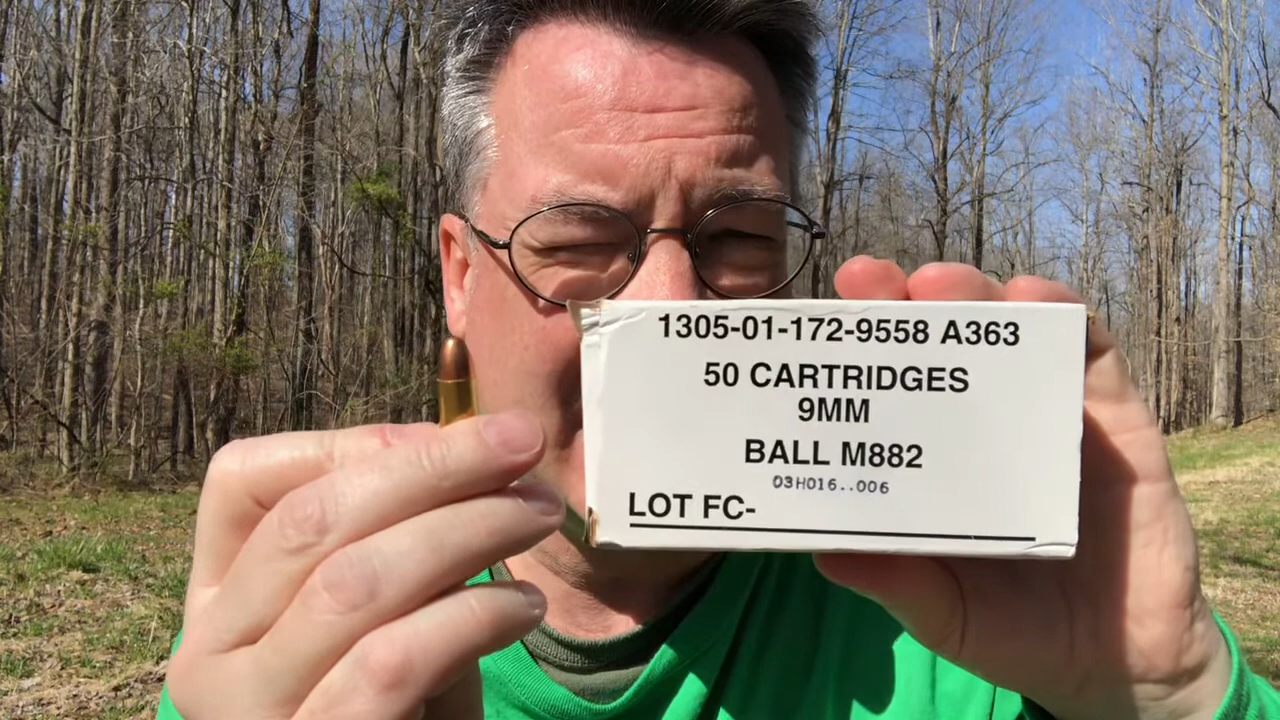 1305-01-172-9558 A363
50 CARTRIDGES
9MM
BALL M882
03H016..006
LOT FC-